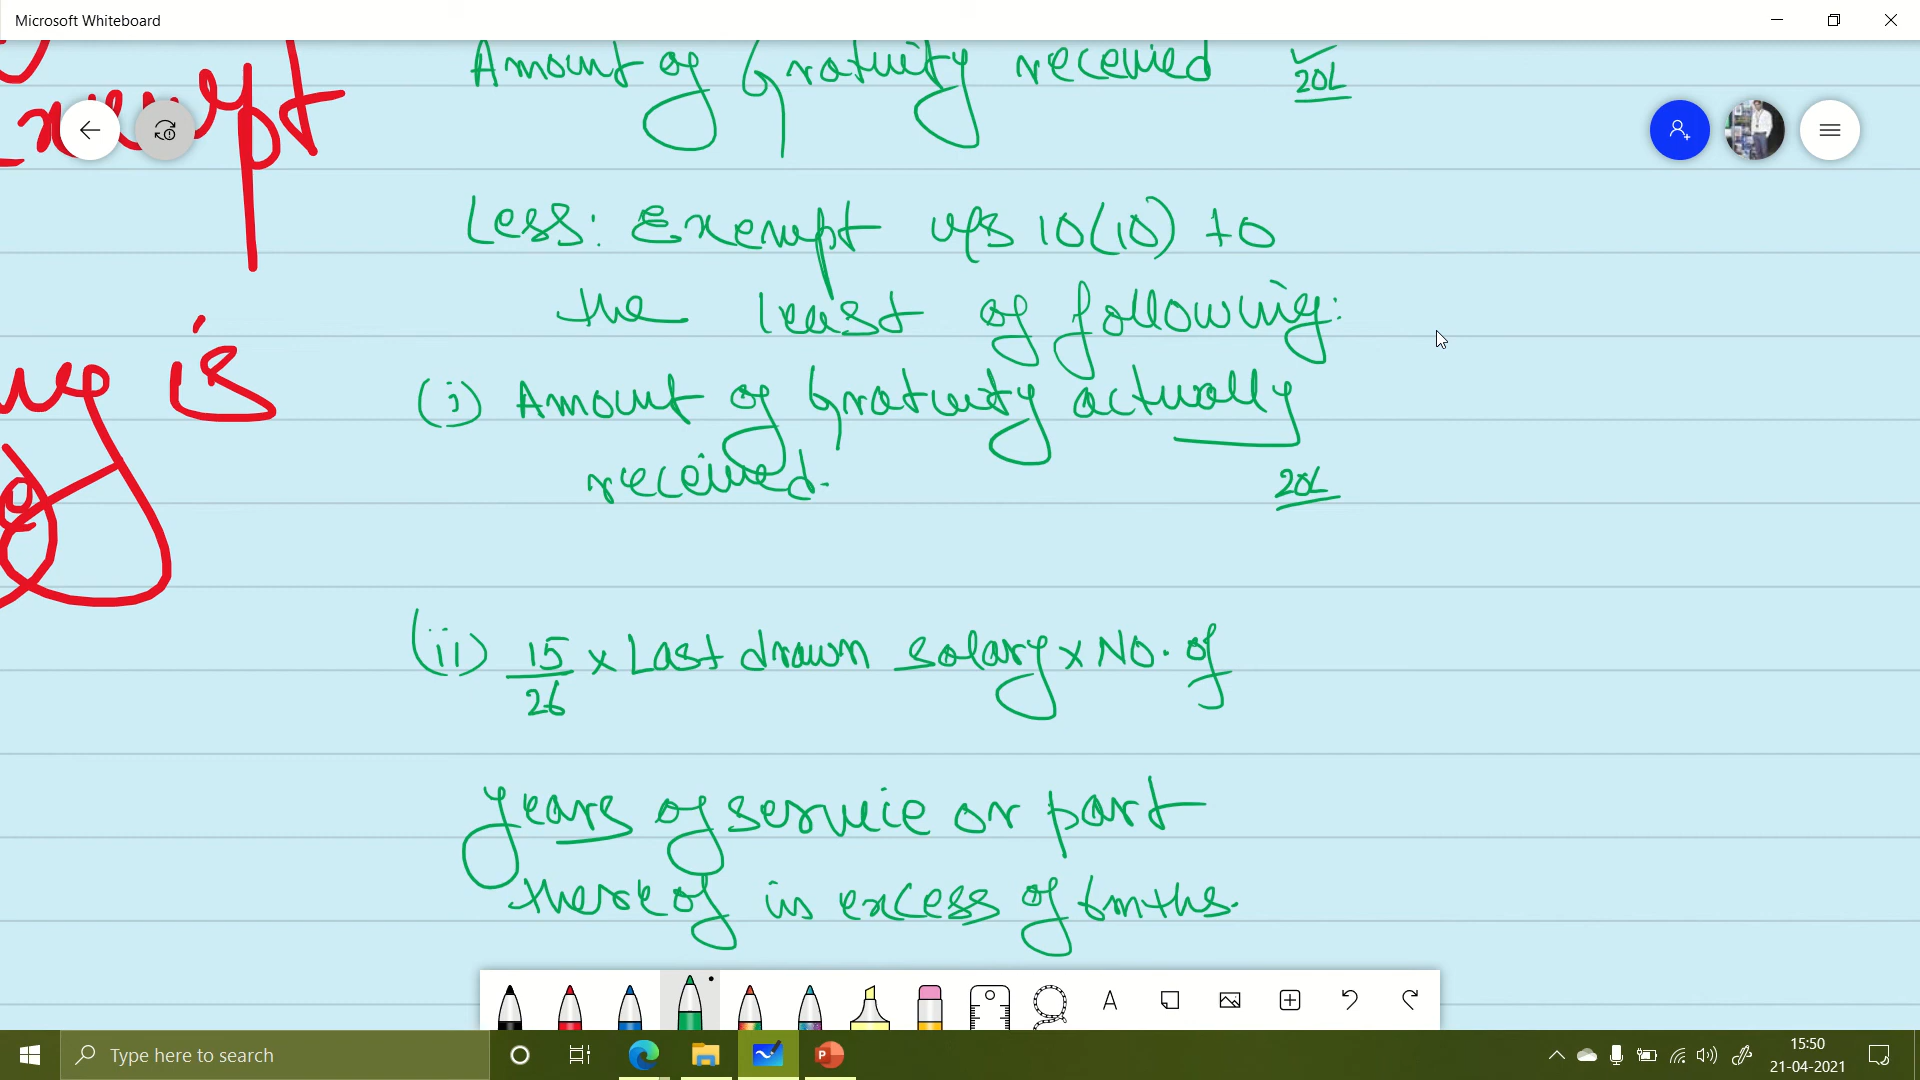 Microsoft Whiteboard
Amount of Gratuity received 20L
Exempt
Less: Exempt u/s 10(10) to
the least of following:
is
(i) Amount of Gratuity actually
received. 20L
(ii) 15/26 x Last drawn salary x No. of
years of service or part
thereof in excess of 6mths.
Type here to search
15:50
21-04-2021